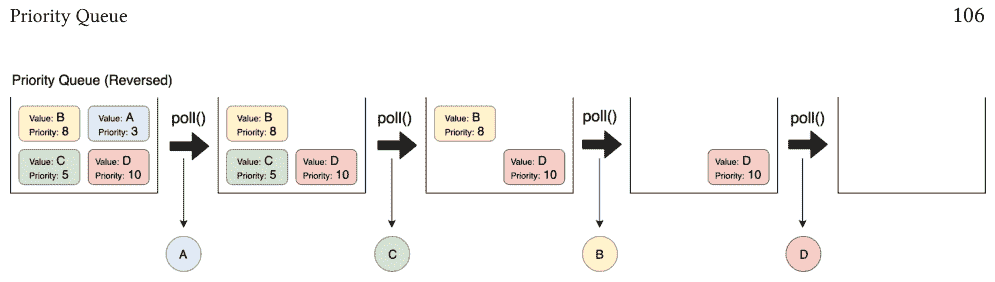 Priority Queue 106
Priority Queue (Reversed)
Value: B
Priority: 8
Value: A
Priority: 3
Value: C
Priority: 5
Value: D
Priority: 10
poll()
A
Value: B
Priority: 8
Value: C
Priority: 5
Value: D
Priority: 10
poll()
C
Value: B
Priority: 8
Value: D
Priority: 10
poll()
B
Value: D
Priority: 10
poll()
D